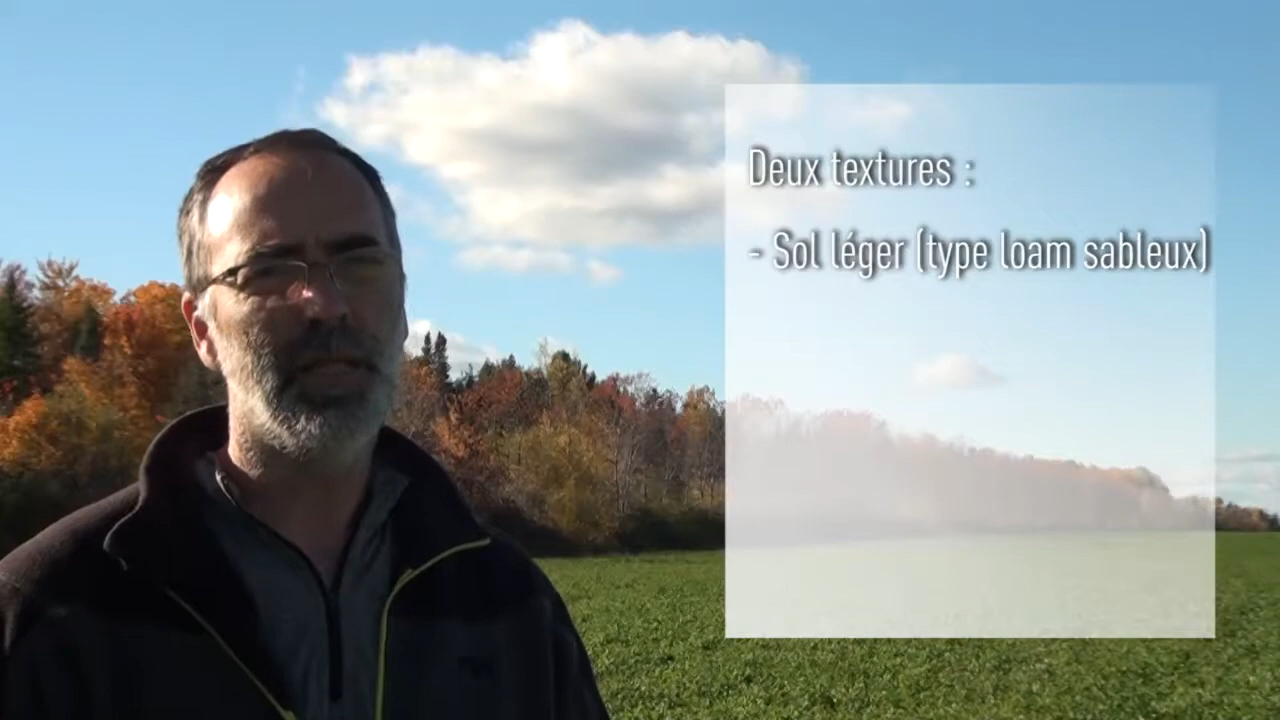 Deux textures :
- Sol léger (type loam sableux)